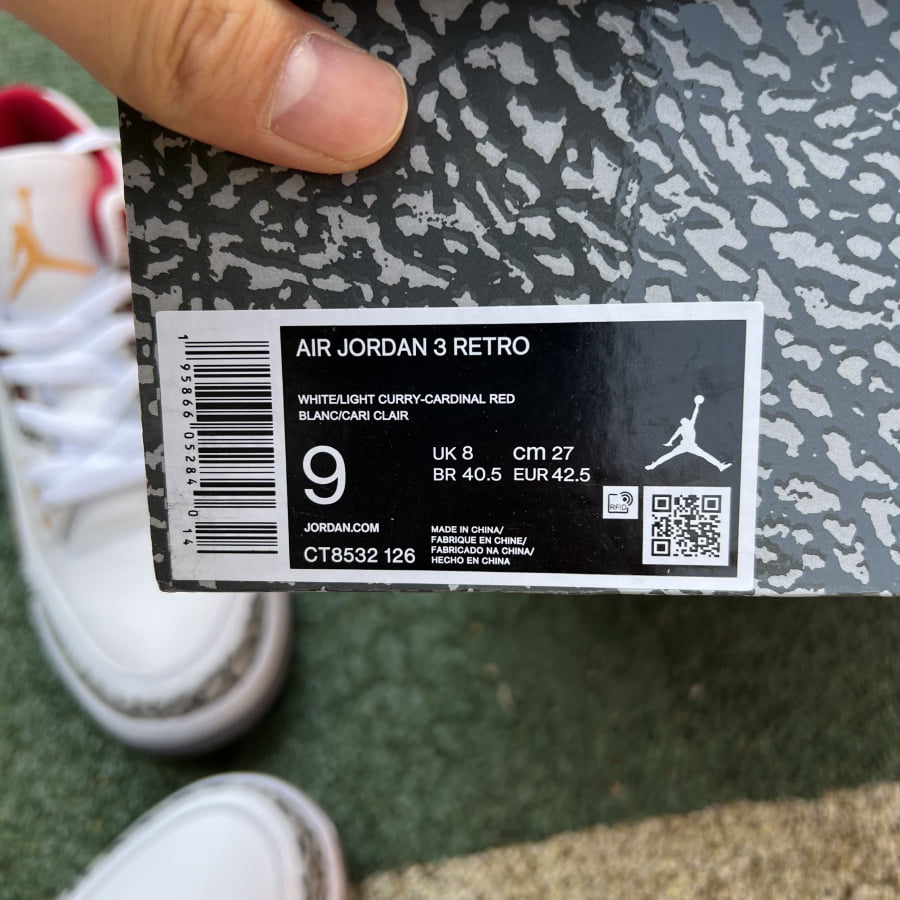 AIR JORDAN 3 RETRO
WHITE/LIGHT CURRY-CARDINAL RED
BLANC/CARI CLAIR
9
UK 8 cm 27
BR 40.5 EUR 42.5
RFID
JORDAN.COM
CT8532 126
MADE IN CHINA/
FABRIQUE EN CHINE/
FABRICADO NA CHINA/
HECHO EN CHINA
1 95866 05284 0 14